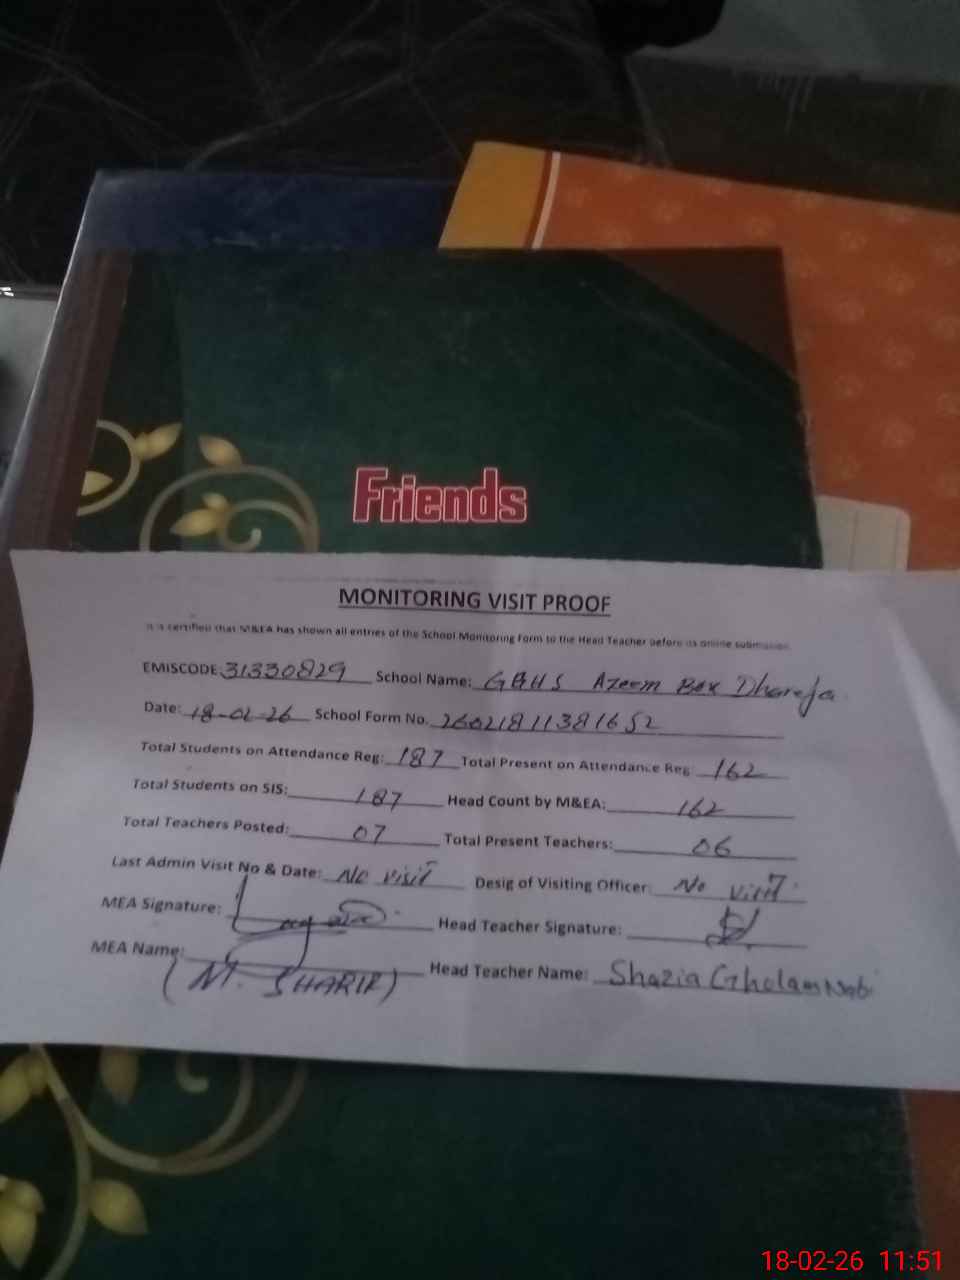 Friends
MONITORING VISIT PROOF
It is certified that M&EA has shown all entries of the School Monitoring Form to the Head Teacher before its online submission.
EMISCODE: 31330829 School Name: GGHS Azeem Bux Dhareja
Date: 18-02-26 School Form No. 26021811381652
Total Students on Attendance Reg: 187 Total Present on Attendance Reg: 162
Total Students on SIS: 187 Head Count by M&EA: 162
Total Teachers Posted: 07 Total Present Teachers: 06
Last Admin Visit No & Date: No visit Desig of Visiting Officer: No visit
MEA Signature: Head Teacher Signature:
MEA Name: (M. SHARIF) Head Teacher Name: Shazia Gholam Nabi
18-02-26 11:51